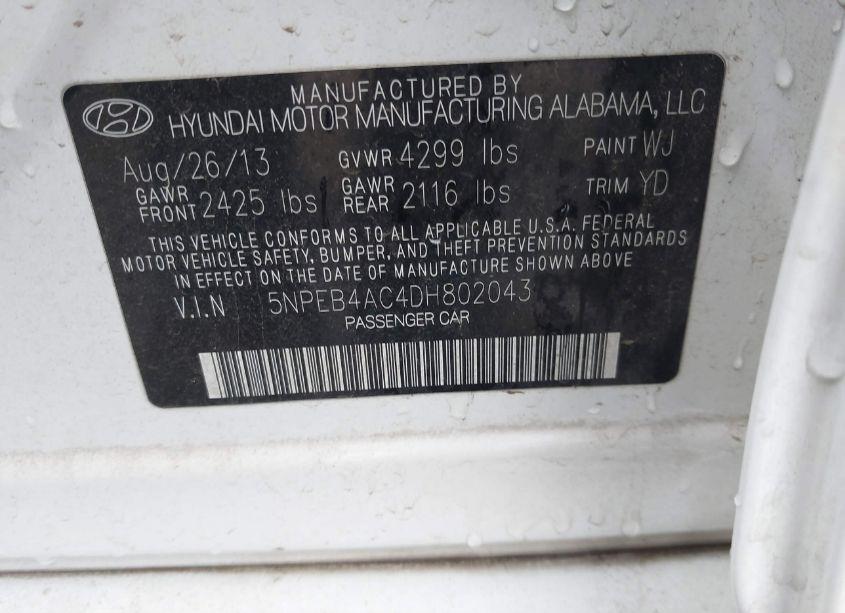 MANUFACTURED BY
HYUNDAI MOTOR MANUFACTURING ALABAMA, LLC
Aug/26/13 GVWR 4299 lbs PAINT WJ
GAWR FRONT 2425 lbs GAWR REAR 2116 lbs TRIM YD
THIS VEHICLE CONFORMS TO ALL APPLICABLE U.S.A. FEDERAL
MOTOR VEHICLE SAFETY, BUMPER, AND THEFT PREVENTION STANDARDS
IN EFFECT ON THE DATE OF MANUFACTURE SHOWN ABOVE
V.I.N 5NPEB4AC4DH802043
PASSENGER CAR